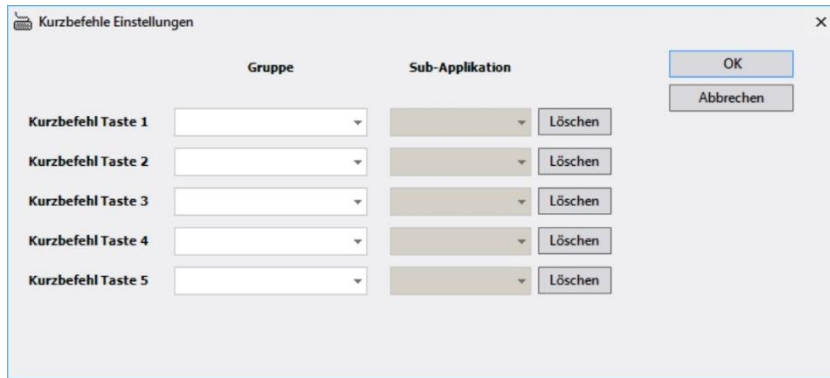 Kurzbefehle Einstellungen
Gruppe Sub-Applikation OK
Abbrechen
Kurzbefehl Taste 1 Löschen
Kurzbefehl Taste 2 Löschen
Kurzbefehl Taste 3 Löschen
Kurzbefehl Taste 4 Löschen
Kurzbefehl Taste 5 Löschen